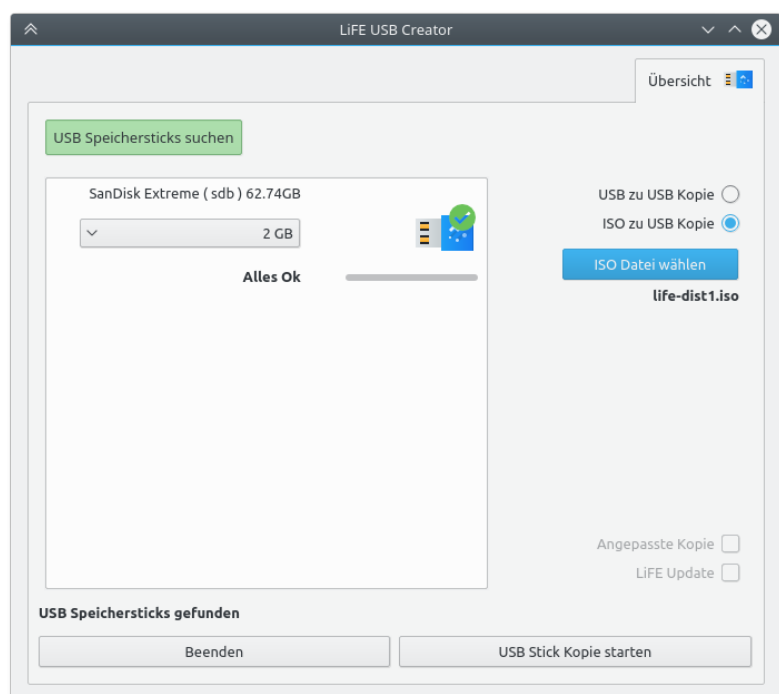 LiFE USB Creator
Übersicht
USB Speichersticks suchen
SanDisk Extreme ( sdb ) 62.74GB
2 GB
Alles Ok
USB zu USB Kopie
ISO zu USB Kopie
ISO Datei wählen
life-dist1.iso
Angepasste Kopie
LiFE Update
USB Speichersticks gefunden
Beenden
USB Stick Kopie starten